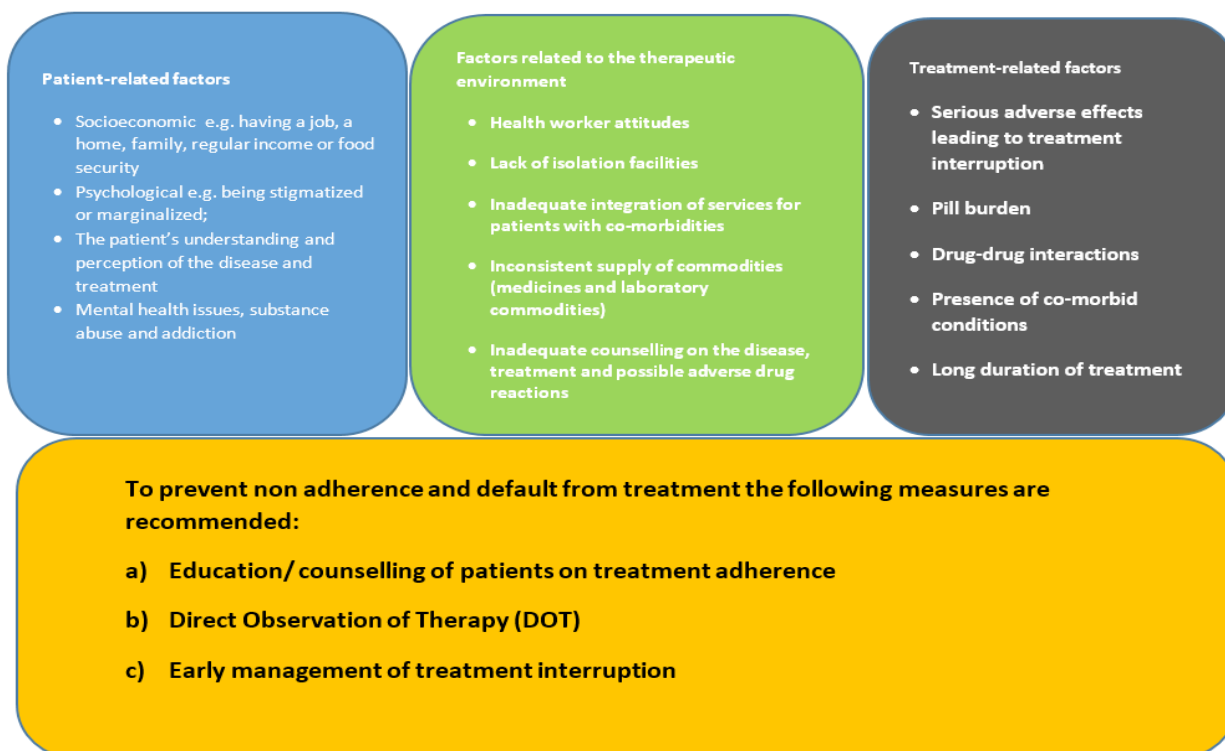 Patient-related factors
• Socioeconomic e.g. having a job, a
home, family, regular income or food
security
• Psychological e.g. being stigmatized
or marginalized;
• The patient’s understanding and
perception of the disease and
treatment
• Mental health issues, substance
abuse and addiction
Factors related to the therapeutic
environment
• Health worker attitudes
• Lack of isolation facilities
• Inadequate integration of services for
patients with co-morbidities
• Inconsistent supply of commodities
(medicines and laboratory
commodities)
• Inadequate counselling on the disease,
treatment and possible adverse drug
reactions
Treatment-related factors
• Serious adverse effects
leading to treatment
interruption
• Pill burden
• Drug-drug interactions
• Presence of co-morbid
conditions
• Long duration of treatment
To prevent non adherence and default from treatment the following measures are
recommended:
a) Education/ counselling of patients on treatment adherence
b) Direct Observation of Therapy (DOT)
c) Early management of treatment interruption